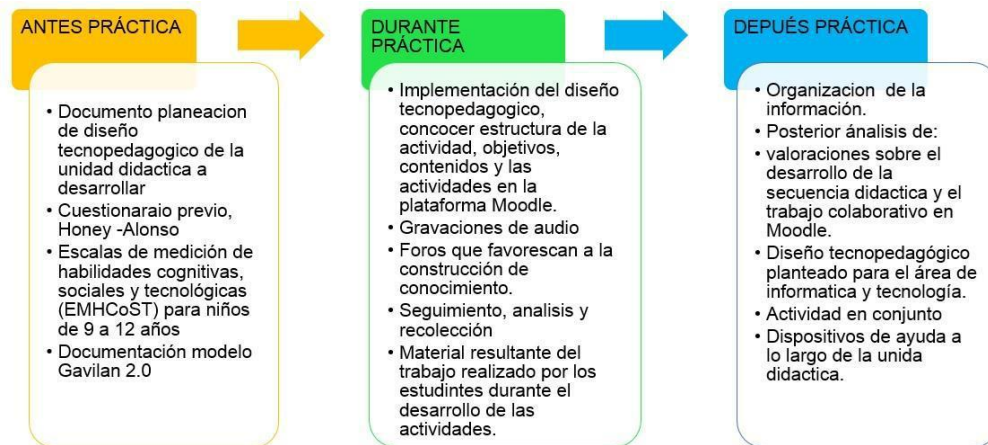 ANTES PRÁCTICA
• Documento planeacion de diseño
tecnopedagogico de la
unidad didactica a
desarrollar
• Cuestionaraio previo,
Honey -Alonso
• Escalas de medición de
habilidades cognitivas,
sociales y tecnológicas
(EMHCoST) para niños
de 9 a 12 años
• Documentación modelo
Gavilan 2.0
DURANTE
PRÁCTICA
• Implementación del diseño
tecnopedagogico,
concocer estructura de la
actividad, objetivos,
contenidos y las
actividades en la
plataforma Moodle.
• Gravaciones de audio
• Foros que favorescan a la
construcción de
conocimiento.
• Seguimiento, analisis y
recolección
• Material resultante del
trabajo realizado por los
estudintes durante el
desarrollo de las
actividades.
DEPUÉS PRÁCTICA
• Organizacion de la
información.
• Posterior ánalisis de:
• valoraciones sobre el
desarrollo de la
secuencia didactica y el
trabajo colaborativo en
Moodle.
• Diseño tecnopedagógico
planteado para el área de
informatica y tecnología.
• Actividad en conjunto
• Dispositivos de ayuda a
lo largo de la unida
didactica.